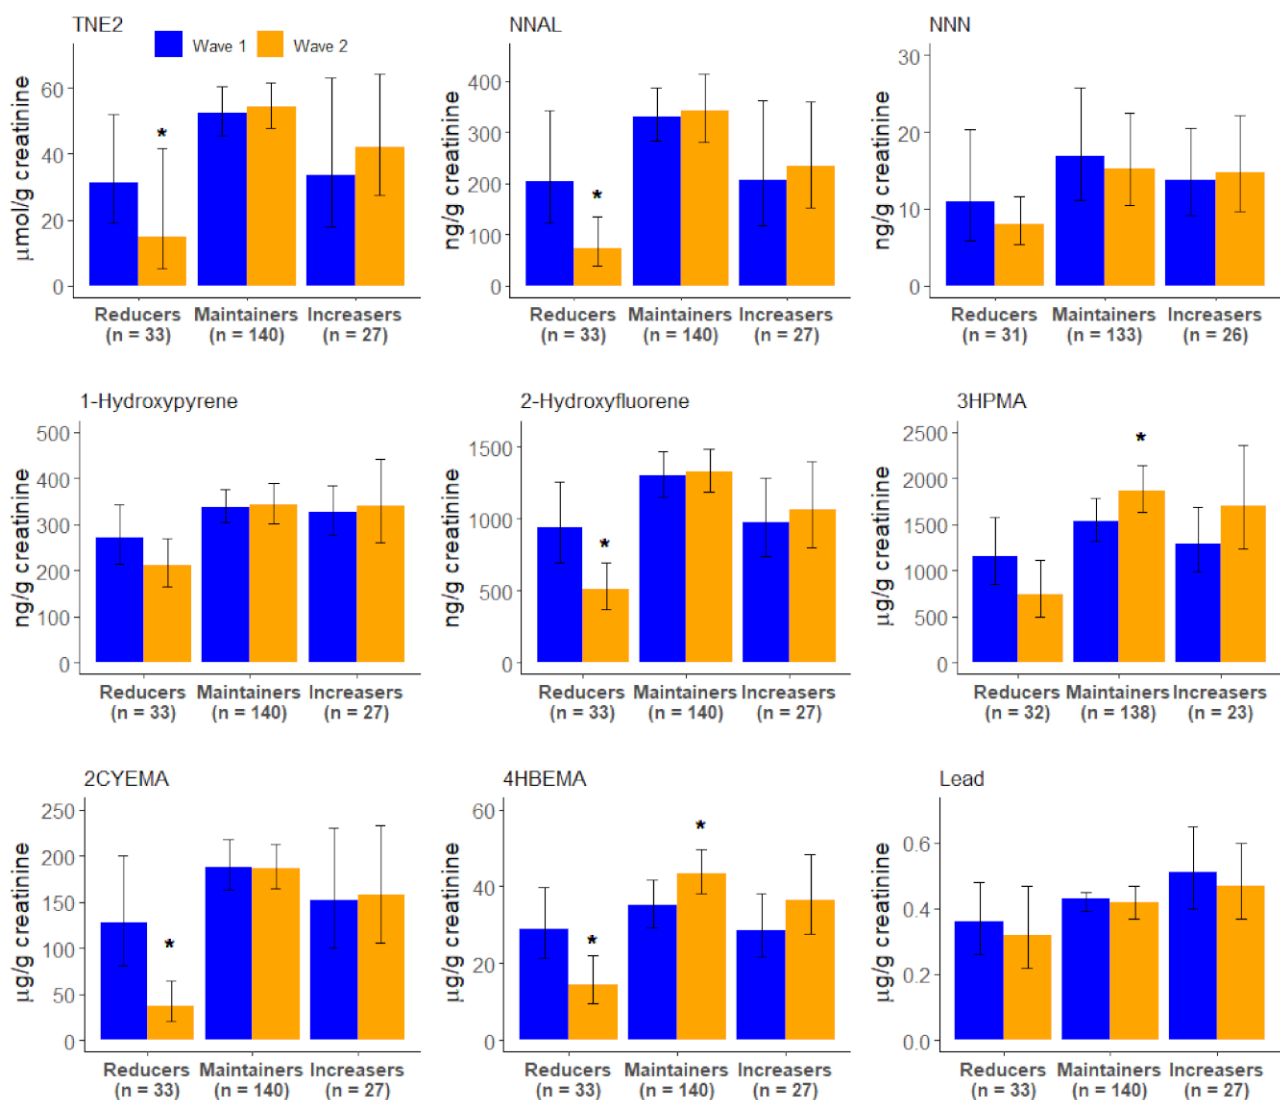 TNE2
Wave 1
Wave 2
μmol/g creatinine
60
40
20
0
Reducers
(n = 33)
Maintainers
(n = 140)
Increasers
(n = 27)
*
NNAL
ng/g creatinine
400
300
200
100
0
Reducers
(n = 33)
Maintainers
(n = 140)
Increasers
(n = 27)
*
NNN
ng/g creatinine
30
20
10
0
Reducers
(n = 31)
Maintainers
(n = 133)
Increasers
(n = 26)
1-Hydroxypyrene
ng/g creatinine
500
400
300
200
100
0
Reducers
(n = 33)
Maintainers
(n = 140)
Increasers
(n = 27)
2-Hydroxyfluorene
ng/g creatinine
1500
1000
500
0
Reducers
(n = 33)
Maintainers
(n = 140)
Increasers
(n = 27)
*
3HPMA
μg/g creatinine
2500
2000
1500
1000
500
0
Reducers
(n = 32)
Maintainers
(n = 138)
Increasers
(n = 23)
*
2CYEMA
μg/g creatinine
250
200
150
100
50
0
Reducers
(n = 33)
Maintainers
(n = 140)
Increasers
(n = 27)
*
4HBEMA
μg/g creatinine
60
40
20
0
Reducers
(n = 33)
Maintainers
(n = 140)
Increasers
(n = 27)
*
*
Lead
μg/g creatinine
0.6
0.4
0.2
0.0
Reducers
(n = 33)
Maintainers
(n = 140)
Increasers
(n = 27)